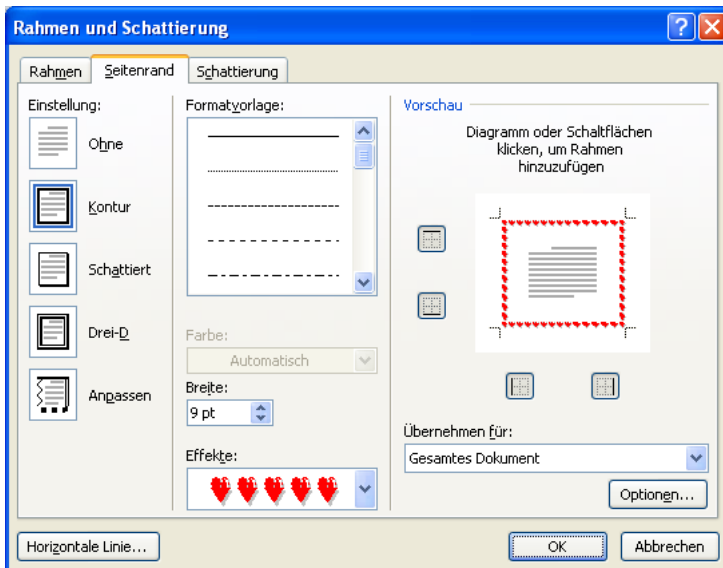 Rahmen und Schattierung
Rahmen
Seitenrand
Schattierung
Einstellung:
Ohne
Kontur
Schattiert
Drei-D
Anpassen
Formatvorlage:
Farbe:
Automatisch
Breite:
9 pt
Effekte:
Vorschau
Diagramm oder Schaltflächen
klicken, um Rahmen
hinzuzufügen
Übernehmen für:
Gesamtes Dokument
Optionen...
Horizontale Linie...
OK
Abbrechen